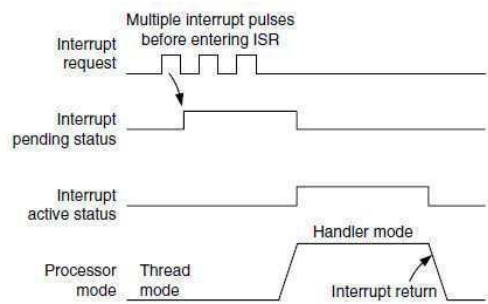 Multiple interrupt pulses
before entering ISR
Interrupt
request
Interrupt
pending status
Interrupt
active status
Handler mode
Processor
mode
Thread
mode
Interrupt return